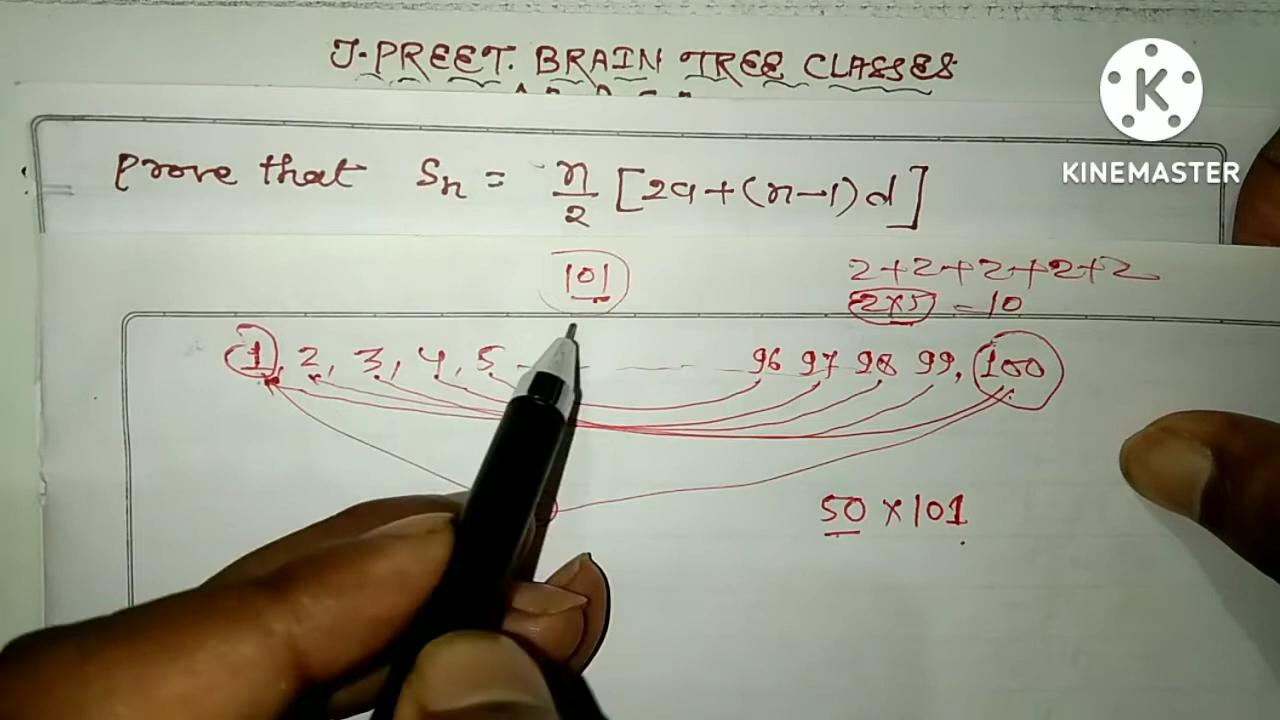 J-PREET. BRAIN TREE CLASSES
K
KINEMASTER
Prove that Sn = n/2 [2a+(n-1)d]
101
2+2+2+2+2
2x5 = 10
1, 2, 3, 4, 5 - - - - 96 97 98 99, 100
50 x 101